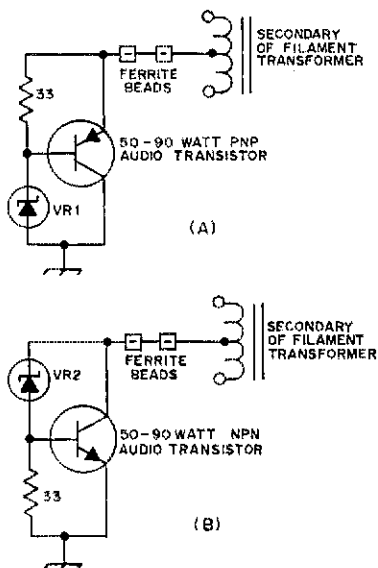 SECONDARY
OF FILAMENT
TRANSFORMER
FERRITE
BEADS
33
50-90 WATT PNP
AUDIO TRANSISTOR
VR1
(A)
SECONDARY
OF FILAMENT
TRANSFORMER
FERRITE
BEADS
VR2
50-90 WATT NPN
AUDIO TRANSISTOR
33
(B)